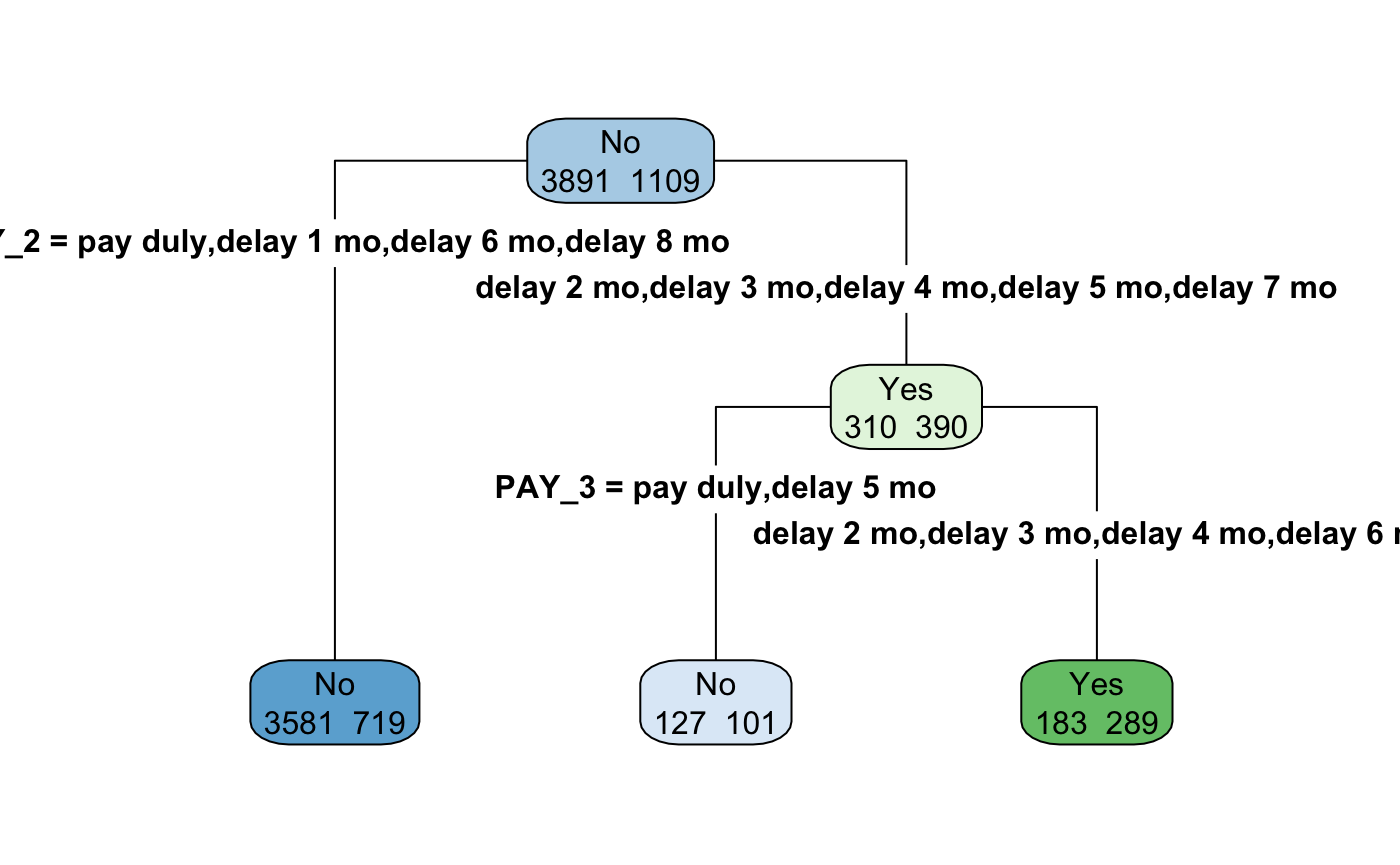 No
3891 1109
_2 = pay duly,delay 1 mo,delay 6 mo,delay 8 mo
delay 2 mo,delay 3 mo,delay 4 mo,delay 5 mo,delay 7 mo
Yes
310 390
PAY_3 = pay duly,delay 5 mo
delay 2 mo,delay 3 mo,delay 4 mo,delay 6
No
3581 719
No
127 101
Yes
183 289